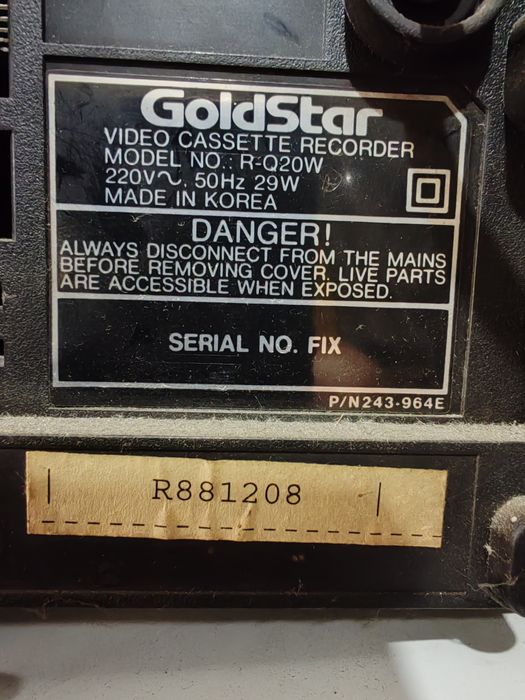 GoldStar
VIDEO CASSETTE RECORDER
MODEL NO.: R-Q20W
220V∿, 50Hz 29W
MADE IN KOREA
DANGER!
ALWAYS DISCONNECT FROM THE MAINS
BEFORE REMOVING COVER. LIVE PARTS
ARE ACCESSIBLE WHEN EXPOSED.
SERIAL NO. FIX
P/N243-964E
R881208